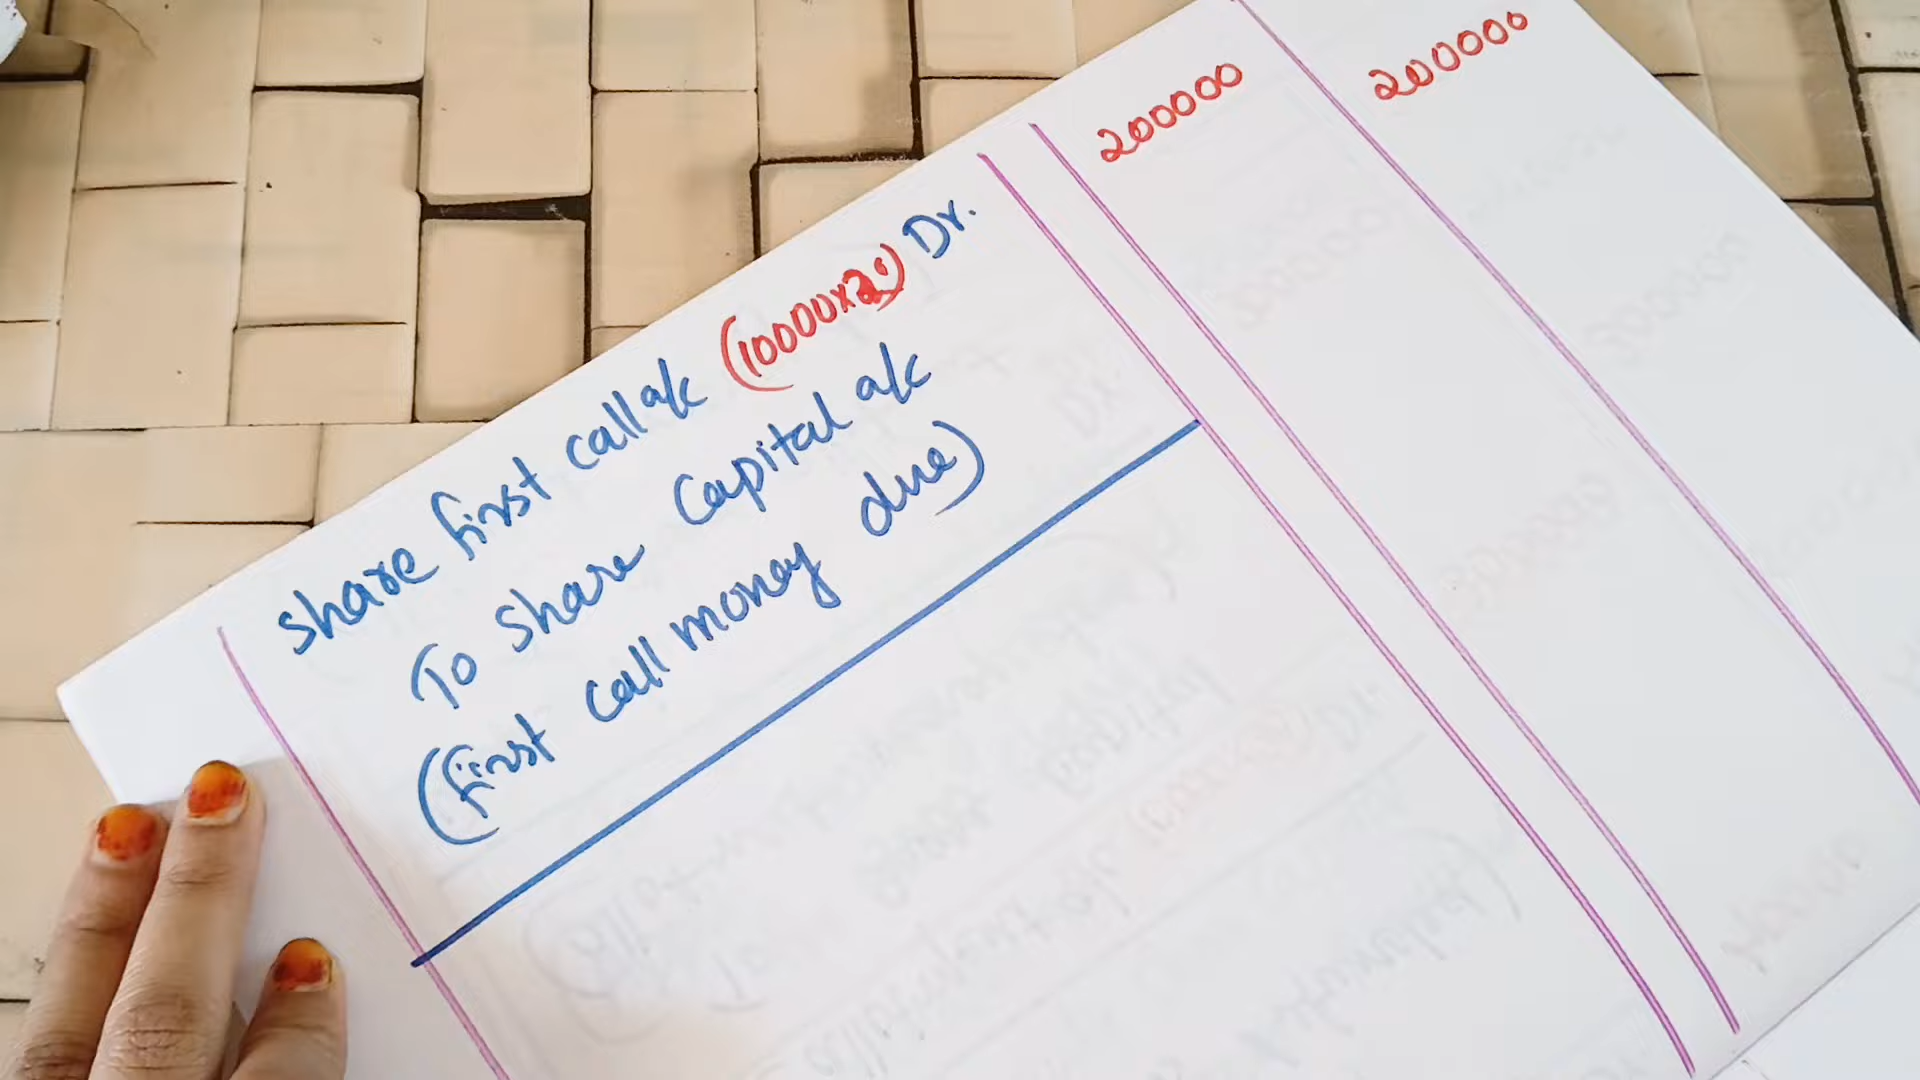 share first call a/c (10000x20) Dr. 200000
To share Capital a/c 200000
(first call money due)